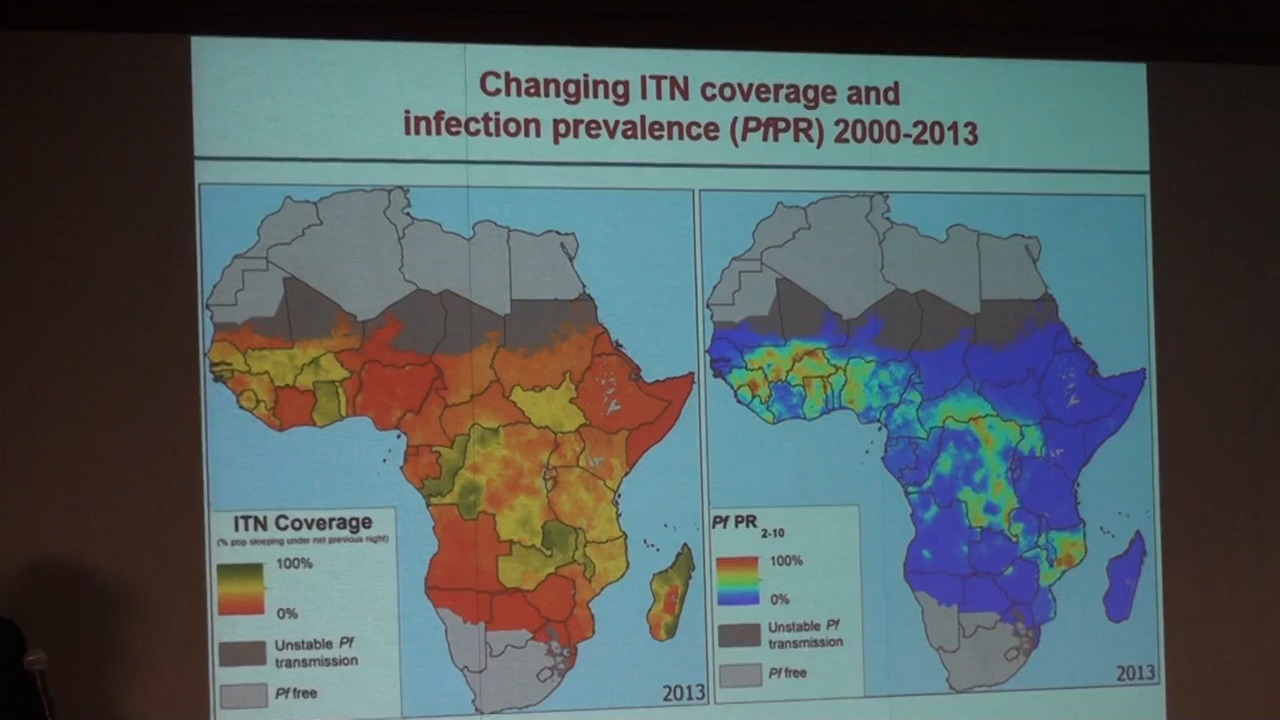 Changing ITN coverage and
infection prevalence (PfPR) 2000-2013
ITN Coverage
(% pop sleeping under net previous night)
100%
0%
Unstable Pf
transmission
Pf free
2013
Pf PR 2-10
100%
0%
Unstable Pf
transmission
Pf free
2013